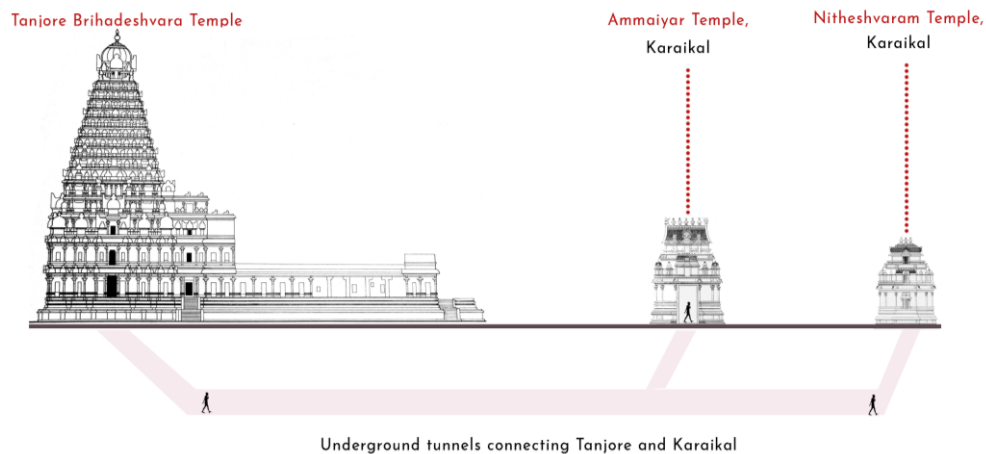 Tanjore Brihadeshvara Temple
Ammaiyar Temple,
Karaikal
Nitheshvaram Temple,
Karaikal
Underground tunnels connecting Tanjore and Karaikal